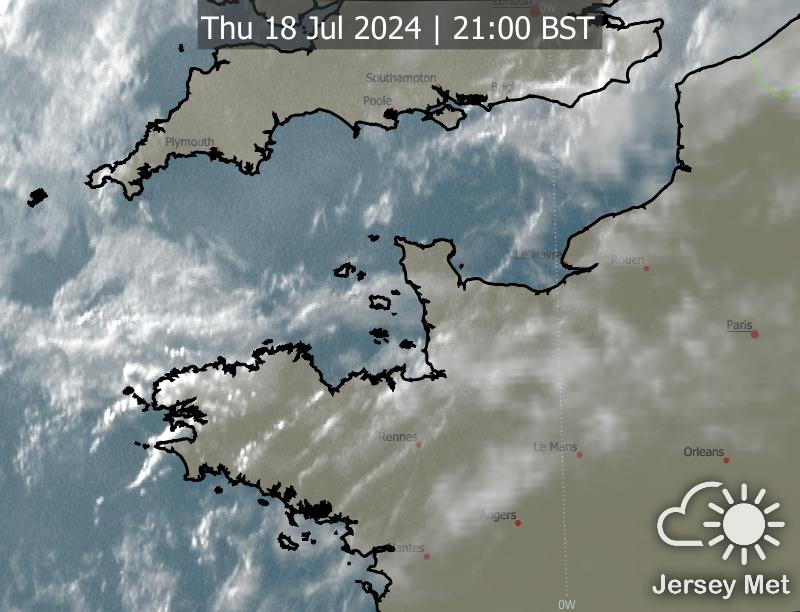 London
0W
Thu 18 Jul 2024 | 21:00 BST
Southampton
Poole
Plymouth
Le Havre
Rouen
Paris
Rennes
Le Mans
Orleans
Angers
Nantes
Jersey Met
0W